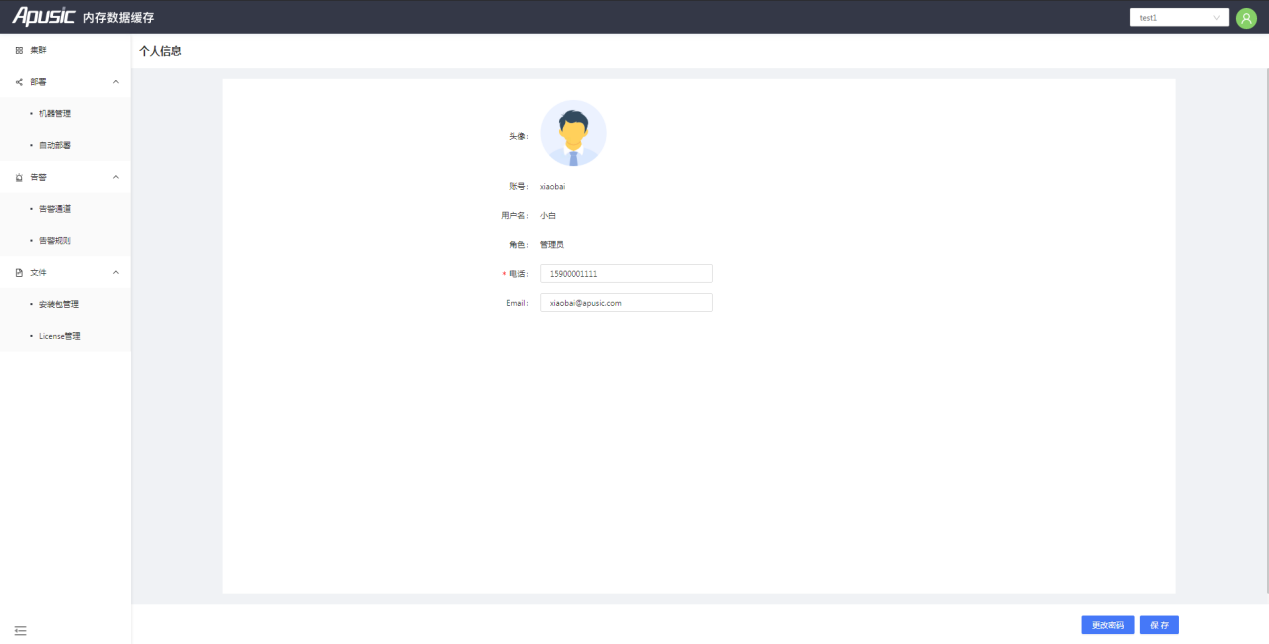 Apusic 内存数据缓存
test1
集群
个人信息
部署
机器管理
自动部署
告警
告警通道
告警规则
文件
安装包管理
License管理
头像:
账号: xiaobai
用户名: 小白
角色: 管理员
* 电话: 15900001111
Email: xiaobai@apusic.com
更改密码 保 存